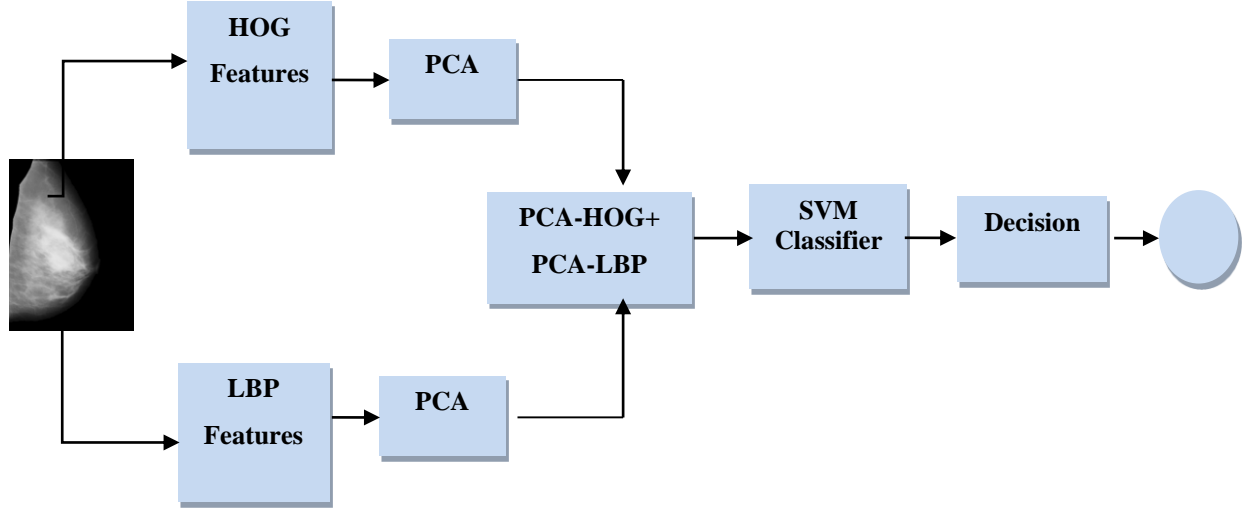 HOG
Features
PCA
PCA-HOG+
PCA-LBP
SVM
Classifier
Decision
LBP
Features
PCA